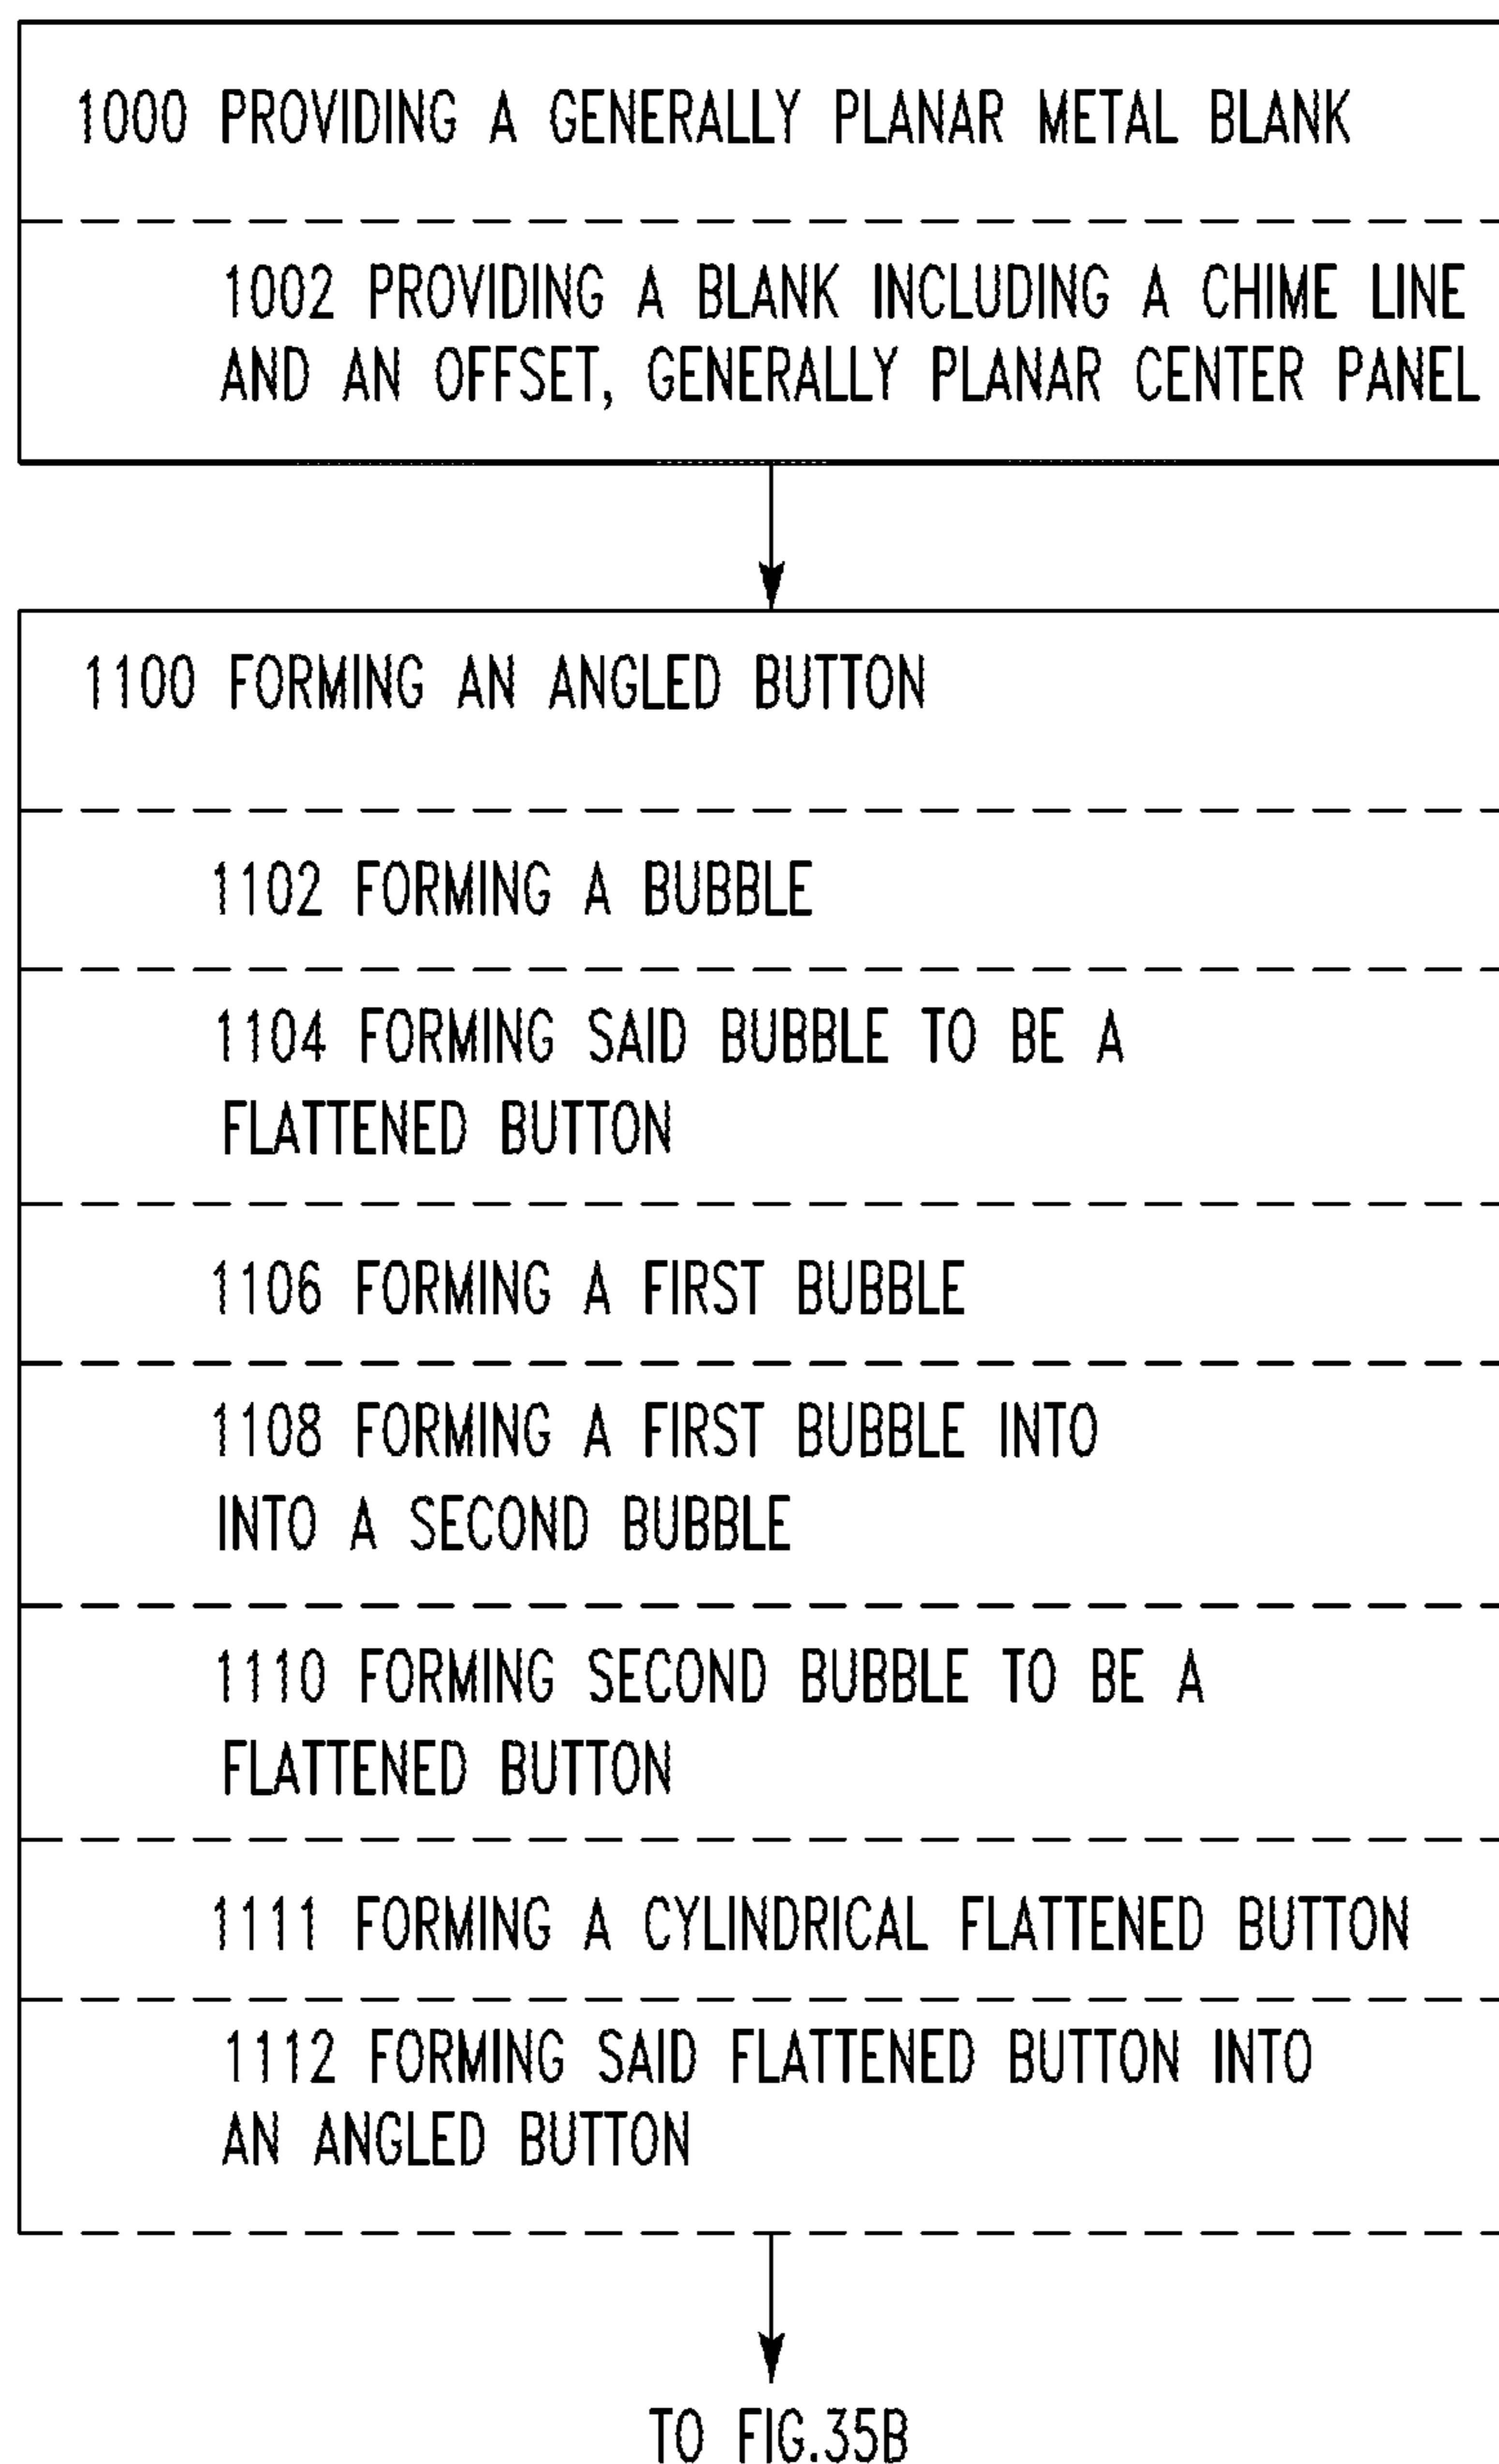 1000 PROVIDING A GENERALLY PLANAR METAL BLANK
1002 PROVIDING A BLANK INCLUDING A CHIME LINE
AND AN OFFSET, GENERALLY PLANAR CENTER PANEL
1100 FORMING AN ANGLED BUTTON
1102 FORMING A BUBBLE
1104 FORMING SAID BUBBLE TO BE A
FLATTENED BUTTON
1106 FORMING A FIRST BUBBLE
1108 FORMING A FIRST BUBBLE INTO
INTO A SECOND BUBBLE
1110 FORMING SECOND BUBBLE TO BE A
FLATTENED BUTTON
1111 FORMING A CYLINDRICAL FLATTENED BUTTON
1112 FORMING SAID FLATTENED BUTTON INTO
AN ANGLED BUTTON
TO FIG.35B